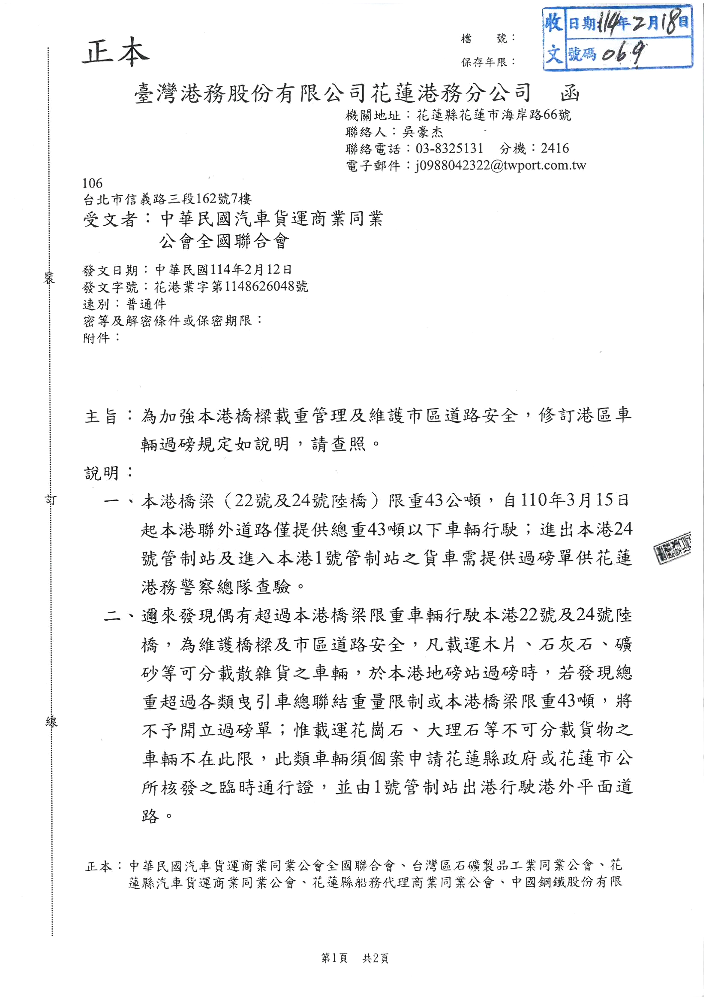 正本
檔　　號：
保存年限：
收文 日期：114年2月18日
號碼 069
臺灣港務股份有限公司花蓮港務分公司　函
機關地址：花蓮縣花蓮市海岸路66號
聯絡人：吳豪杰
聯絡電話：03-8325131　分機：2416
電子郵件：j0988042322@twport.com.tw
106
台北市信義路三段162號7樓
受文者：中華民國汽車貨運商業同業
公會全國聯合會
發文日期：中華民國114年2月12日
發文字號：花港業字第1148626048號
速別：普通件
密等及解密條件或保密期限：
附件：
主旨：為加強本港橋樑載重管理及維護市區道路安全，修訂港區車
輛過磅規定如說明，請查照。
說明：
一、本港橋梁（22號及24號陸橋）限重43公噸，自110年3月15日
起本港聯外道路僅提供總重43噸以下車輛行駛；進出本港24
號管制站及進入本港1號管制站之貨車需提供過磅單供花蓮
港務警察總隊查驗。
二、邇來發現偶有超過本港橋梁限重車輛行駛本港22號及24號陸
橋，為維護橋樑及市區道路安全，凡載運木片、石灰石、礦
砂等可分載散雜貨之車輛，於本港地磅站過磅時，若發現總
重超過各類曳引車總聯結重量限制或本港橋梁限重43噸，將
不予開立過磅單；惟載運花崗石、大理石等不可分載貨物之
車輛不在此限，此類車輛須個案申請花蓮縣政府或花蓮市公
所核發之臨時通行證，並由1號管制站出港行駛港外平面道
路。
正本：中華民國汽車貨運商業同業公會全國聯合會、台灣區石礦製品工業同業公會、花
蓮縣汽車貨運商業同業公會、花蓮縣船務代理商業同業公會、中國鋼鐵股份有限
裝
訂
線
第1頁　共2頁